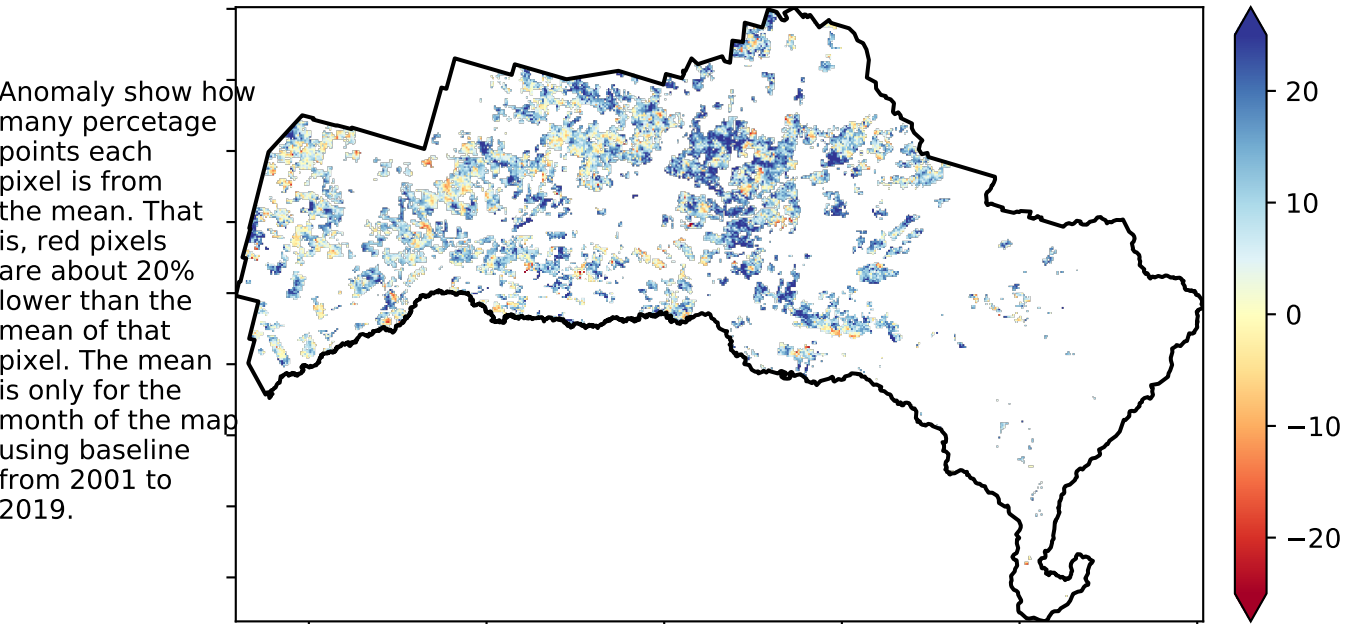 Anomaly show how
many percetage
points each
pixel is from
the mean. That
is, red pixels
are about 20%
lower than the
mean of that
pixel. The mean
is only for the
month of the map
using baseline
from 2001 to
2019.
20
10
0
−10
−20